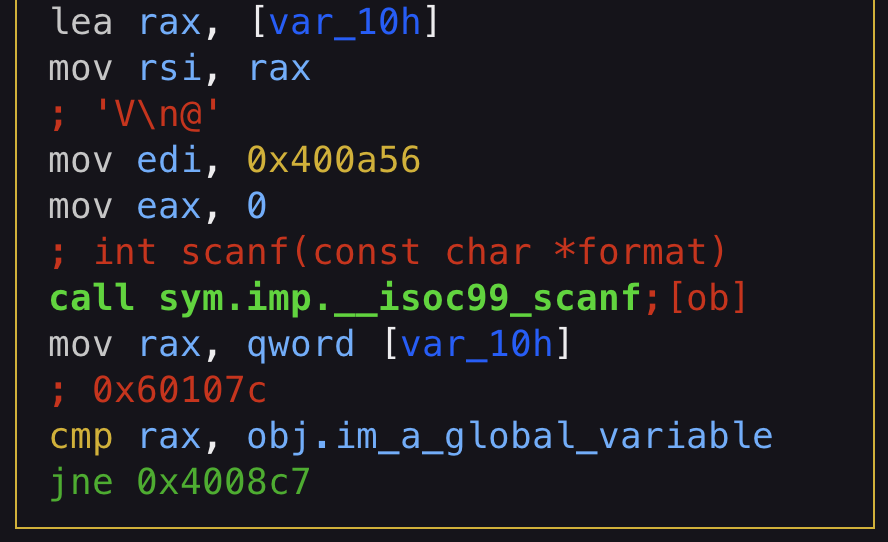 lea rax, [var_10h]
mov rsi, rax
; 'V\n@'
mov edi, 0x400a56
mov eax, 0
; int scanf(const char *format)
call sym.imp.__isoc99_scanf;[ob]
mov rax, qword [var_10h]
; 0x60107c
cmp rax, obj.im_a_global_variable
jne 0x4008c7